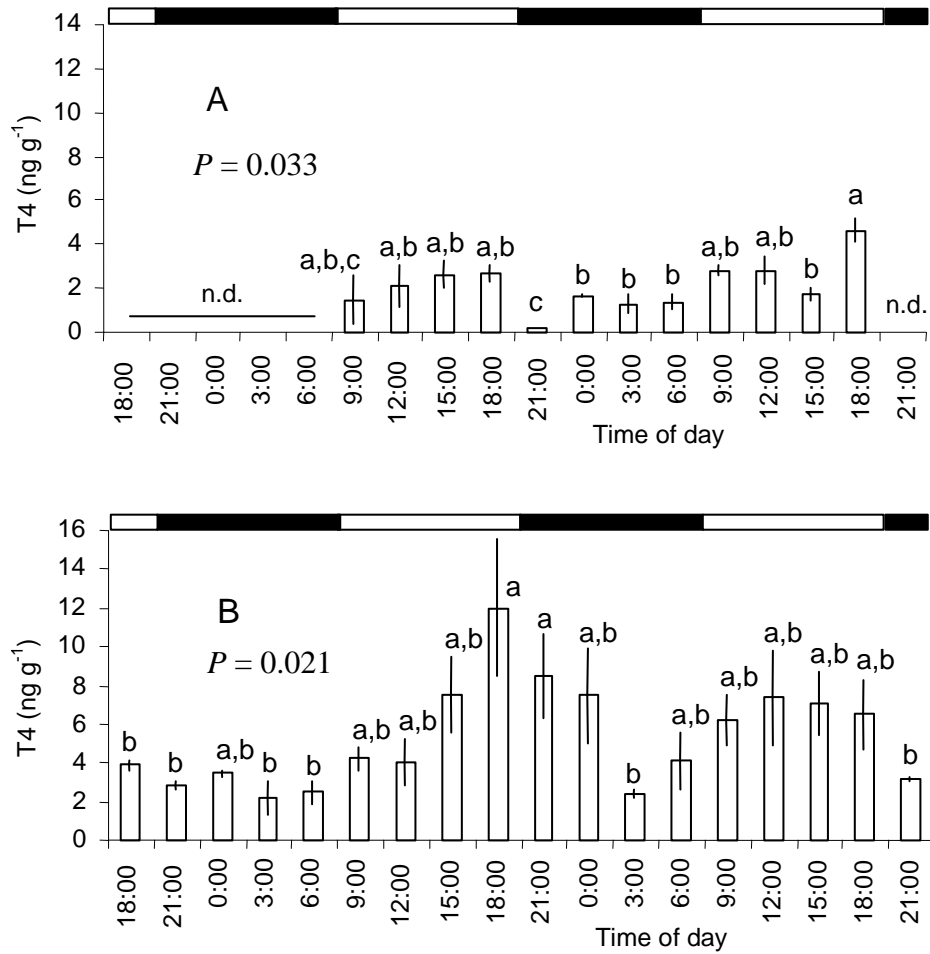 14
12
10
8
6
4
2
0
T4 (ng g-1)
A
P = 0.033
n.d.
a,b,c
a,b
a,b
a,b
c
b
b
b
a,b
a,b
b
a
n.d.
18:00 21:00 0:00 3:00 6:00 9:00 12:00 15:00 18:00 21:00 0:00 3:00 6:00 9:00 12:00 15:00 18:00 21:00
Time of day
16
14
12
10
8
6
4
2
0
T4 (ng g-1)
B
P = 0.021
b
b
a,b
b
b
a,b
a,b
a,b
a
a
a,b
b
a,b
a,b
a,b
a,b
a,b
b
18:00 21:00 0:00 3:00 6:00 9:00 12:00 15:00 18:00 21:00 0:00 3:00 6:00 9:00 12:00 15:00 18:00 21:00
Time of day